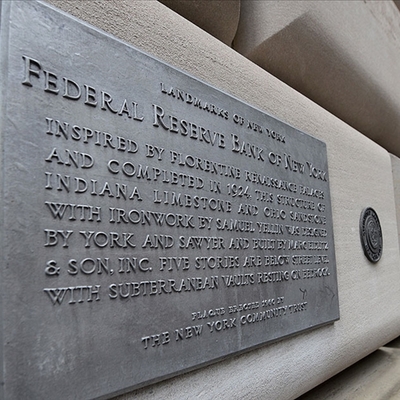 LANDMARKS OF NEW YORK
FEDERAL RESERVE BANK OF NEW YORK
INSPIRED BY FLORENTINE RENAISSANCE PALACES
AND COMPLETED IN 1924, THIS STRUCTURE OF
INDIANA LIMESTONE AND OHIO SANDSTONE
WITH IRONWORK BY SAMUEL YELLIN WAS DESIGNED
BY YORK AND SAWYER AND BUILT BY MARC EIDLITZ
& SON, INC. FIVE STORIES ARE BELOW STREET LEVEL
WITH SUBTERRANEAN VAULTS RESTING ON BEDROCK.
PLAQUE ERECTED BY
THE NEW YORK COMMUNITY TRUST